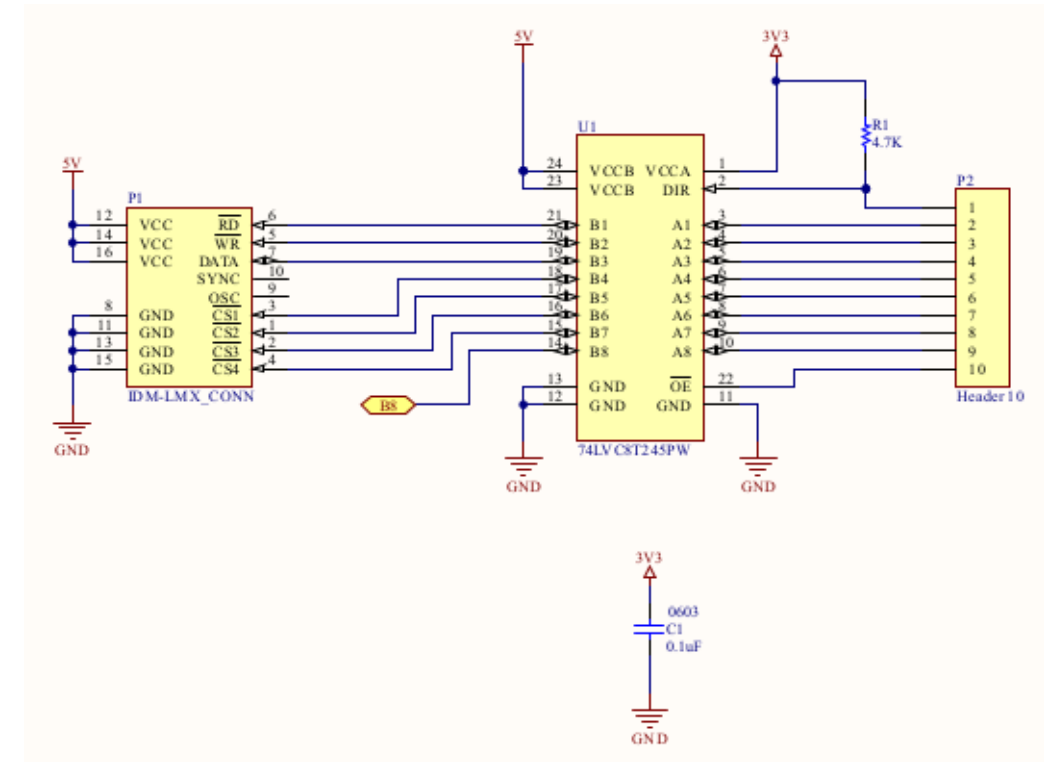 5V
P1
12 VCC RD 6
14 VCC WR 5
16 VCC DATA 7
SYNC 10
OSC 9
8 GND CS1 3
11 GND CS2 1
13 GND CS3 2
15 GND CS4 4
IDM-LMX_CONN
GND
B8
5V
3V3
R1
4.7K
U1
24 VCCB VCCA 1
23 VCCB DIR 2
21 B1 A1 3
20 B2 A2 4
19 B3 A3 5
18 B4 A4 6
17 B5 A5 7
16 B6 A6 8
15 B7 A7 9
14 B8 A8 10
13 GND OE 22
12 GND GND 11
74LVC8T245PW
GND
GND
P2
1
2
3
4
5
6
7
8
9
10
Header 10
3V3
0603
C1
0.1uF
GND